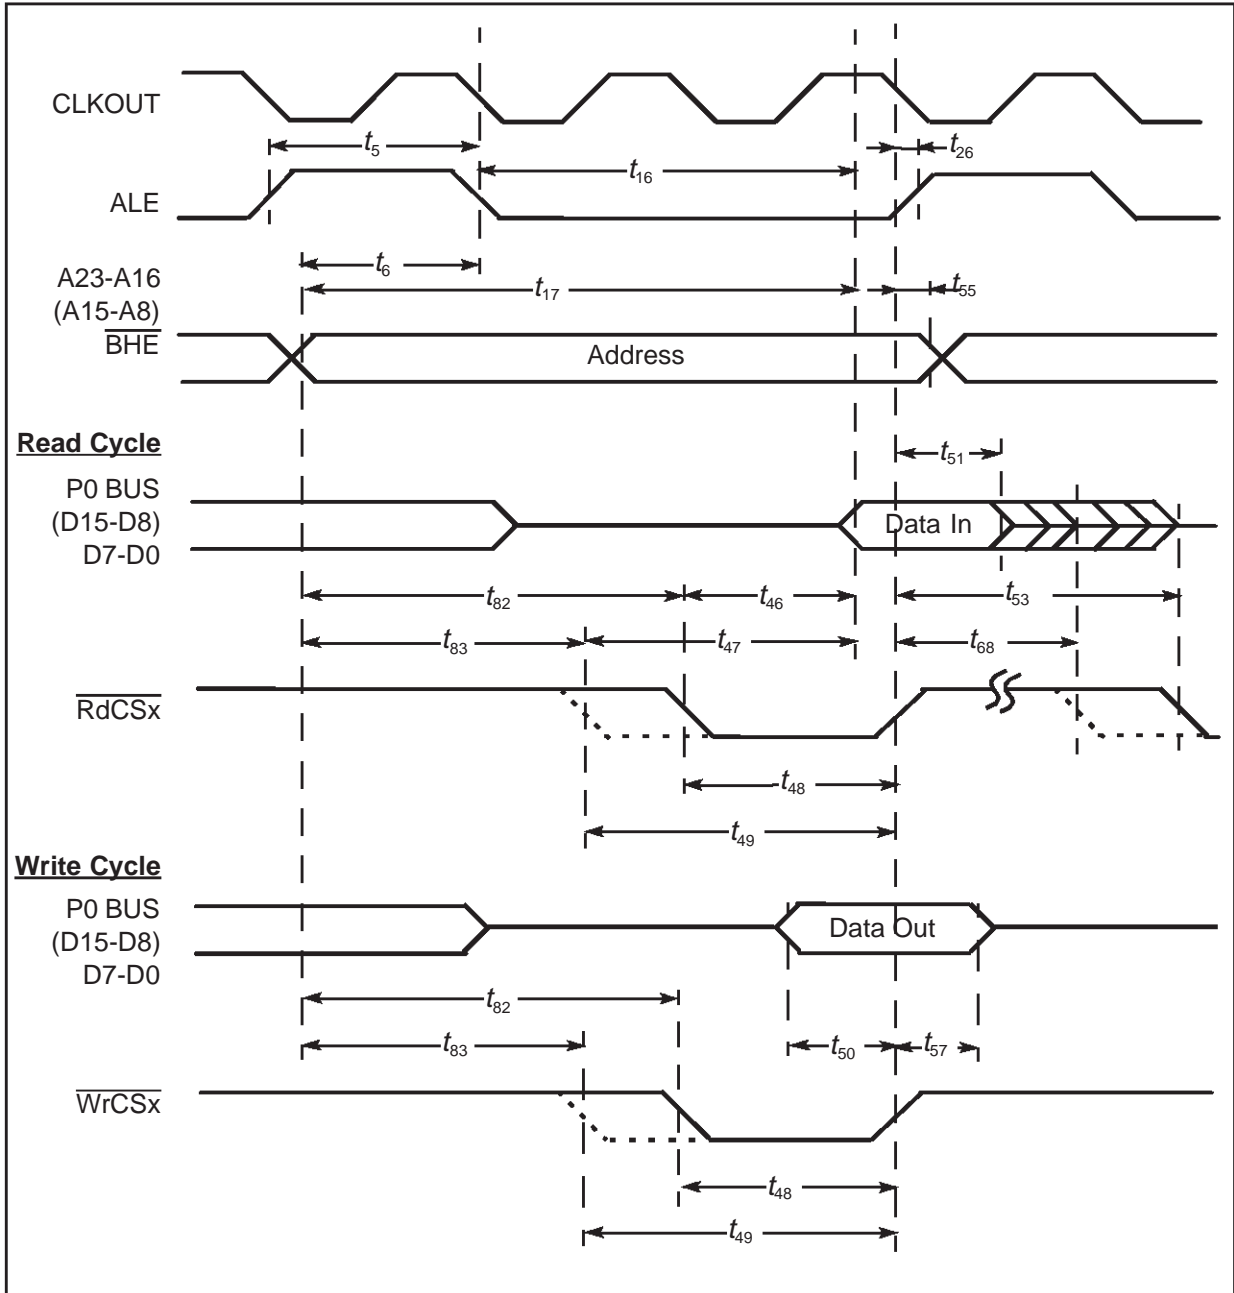 CLKOUT
t5
t26
t16
ALE
t6
A23-A16
t17
t55
(A15-A8)
BHE
Address
Read Cycle
t51
P0 BUS
(D15-D8)
Data In
D7-D0
t82
t46
t53
t83
t47
t68
RdCSx
t48
t49
Write Cycle
P0 BUS
(D15-D8)
Data Out
D7-D0
t82
t83
t50
t57
WrCSx
t48
t49